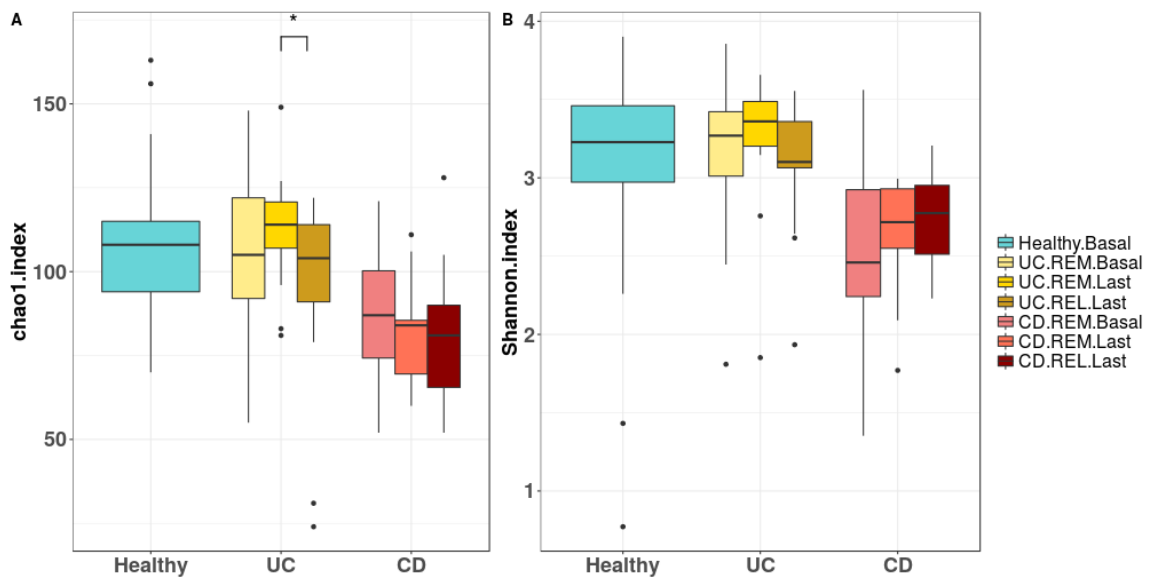 A
*
chao1.index
150
100
50
Healthy
UC
CD
B
Shannon.index
4
3
2
1
Healthy
UC
CD
Healthy.Basal
UC.REM.Basal
UC.REM.Last
UC.REL.Last
CD.REM.Basal
CD.REM.Last
CD.REL.Last